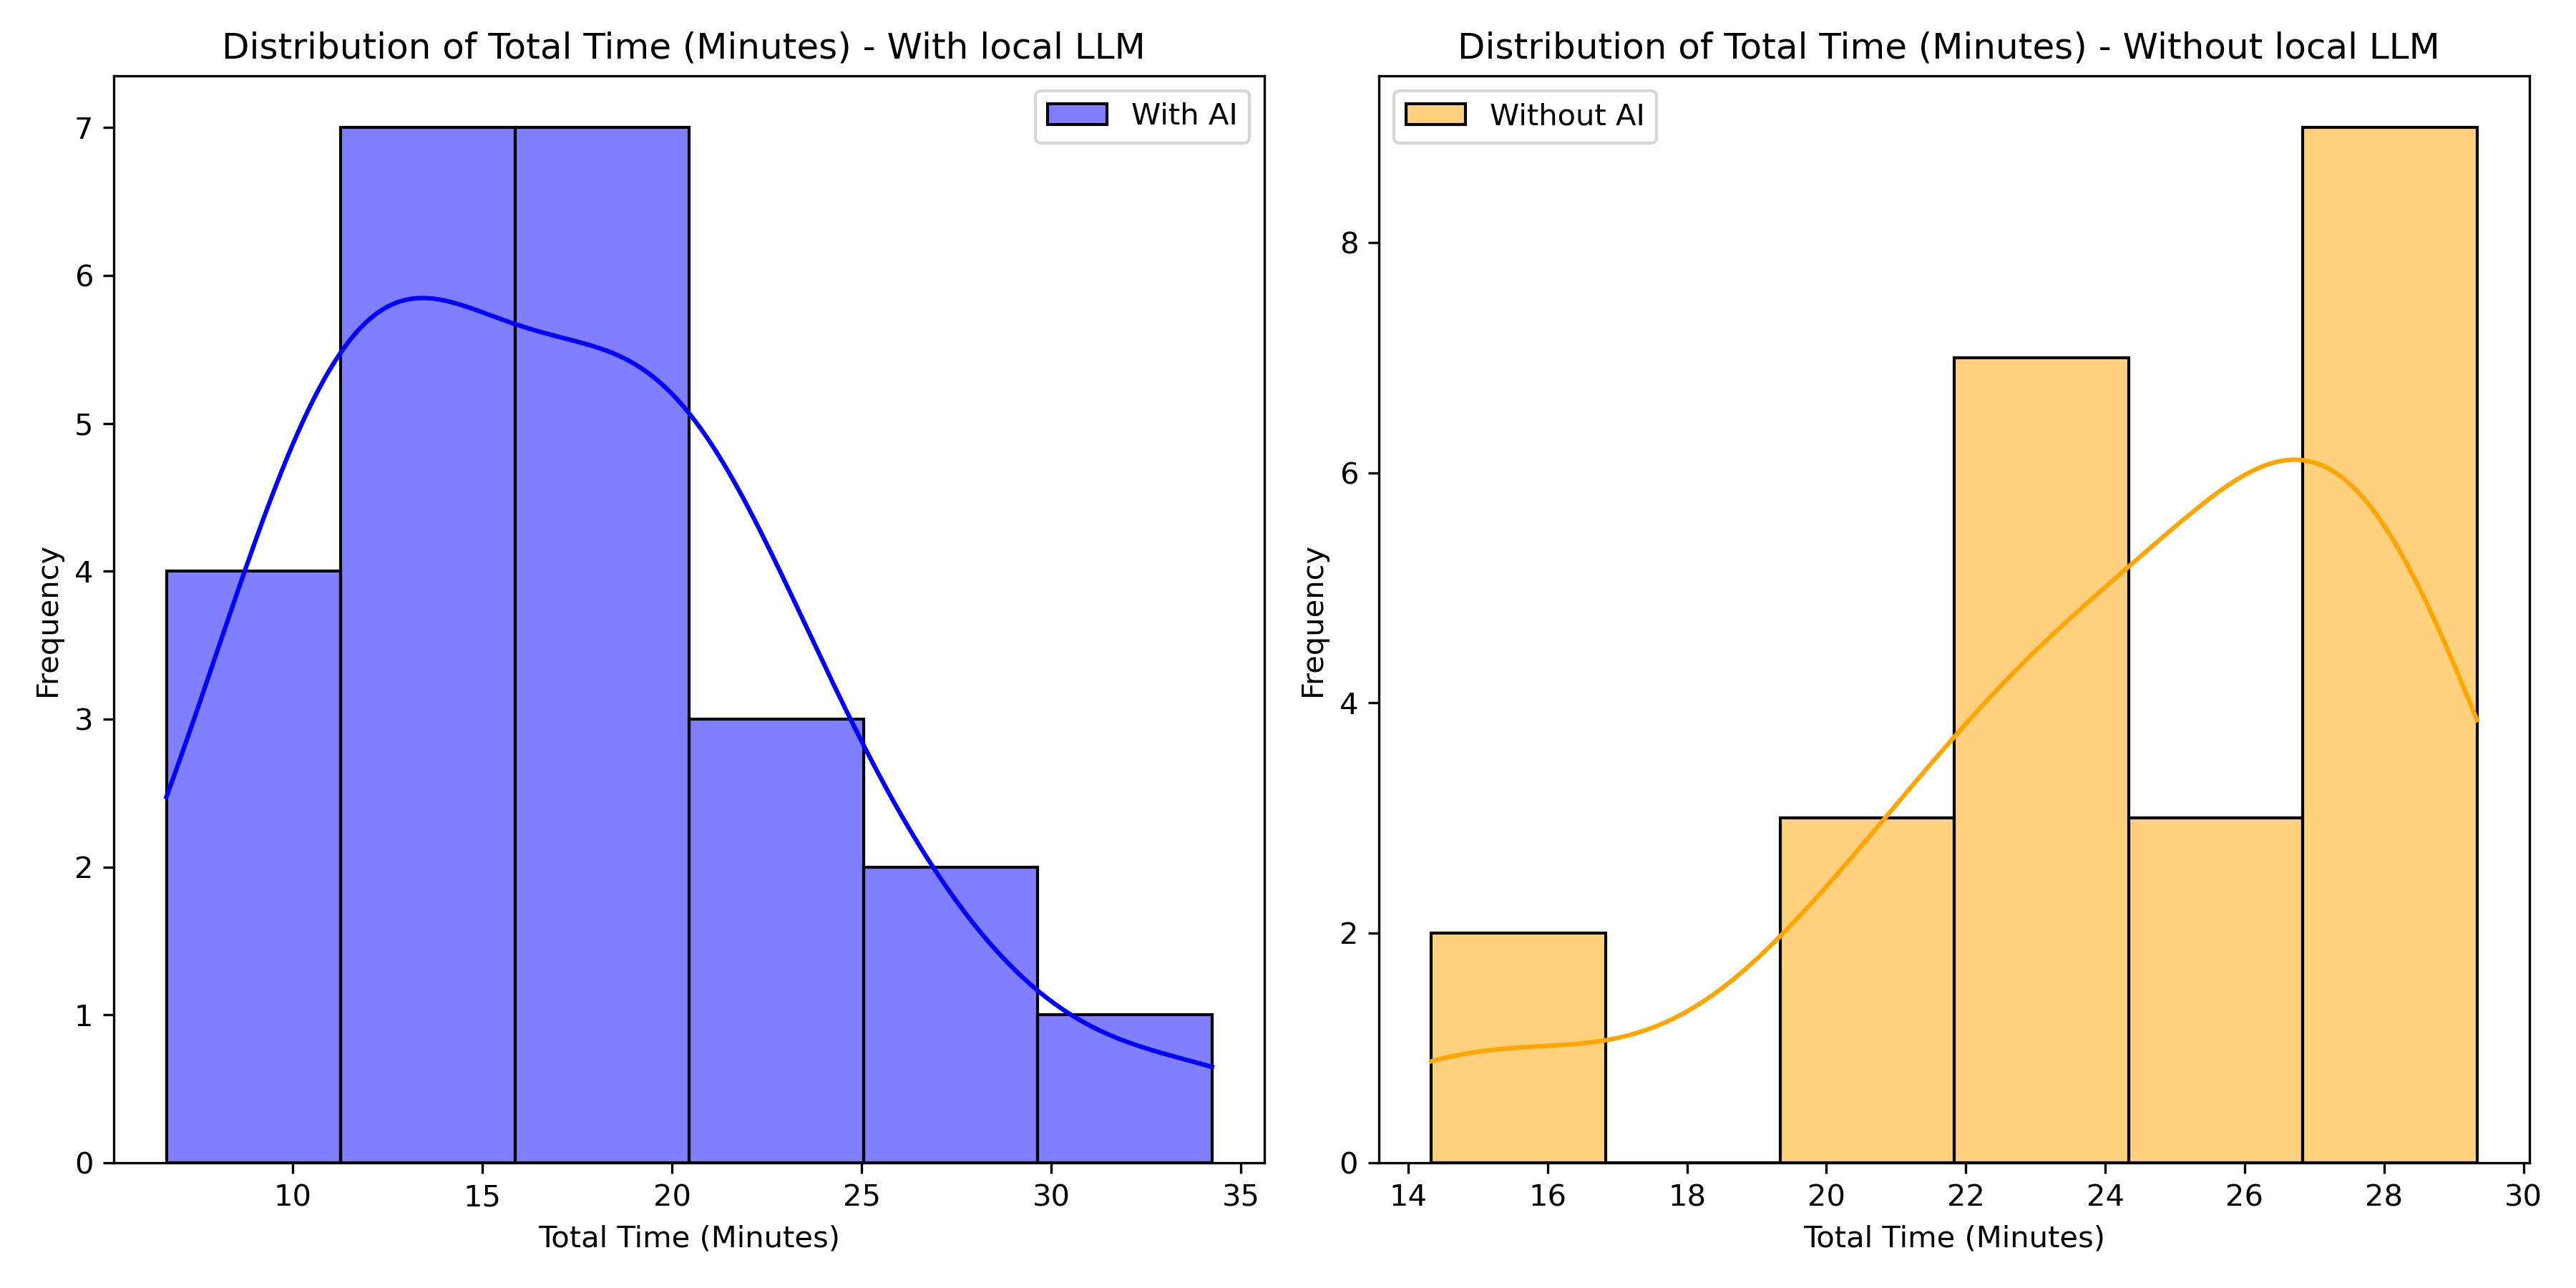 Distribution of Total Time (Minutes) - With local LLM
With AI
Frequency
7
6
5
4
3
2
1
0
10 15 20 25 30 35
Total Time (Minutes)
Distribution of Total Time (Minutes) - Without local LLM
Without AI
Frequency
8
6
4
2
0
14 16 18 20 22 24 26 28 30
Total Time (Minutes)